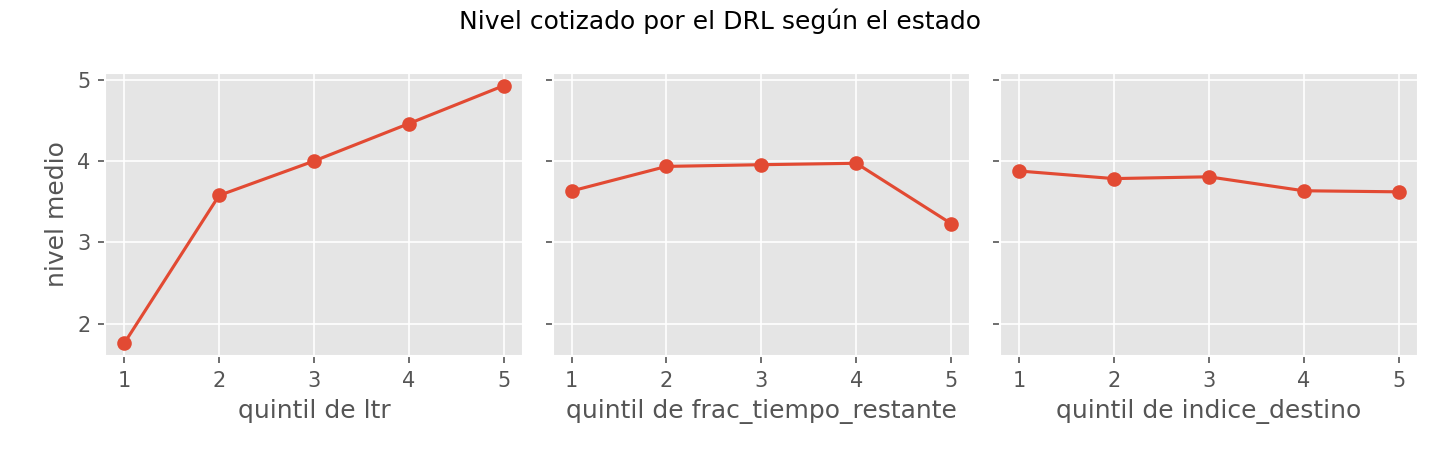 Nivel cotizado por el DRL según el estado
nivel medio
5
4
3
2
1 2 3 4 5
quintil de ltr
1 2 3 4 5
quintil de frac_tiempo_restante
1 2 3 4 5
quintil de indice_destino